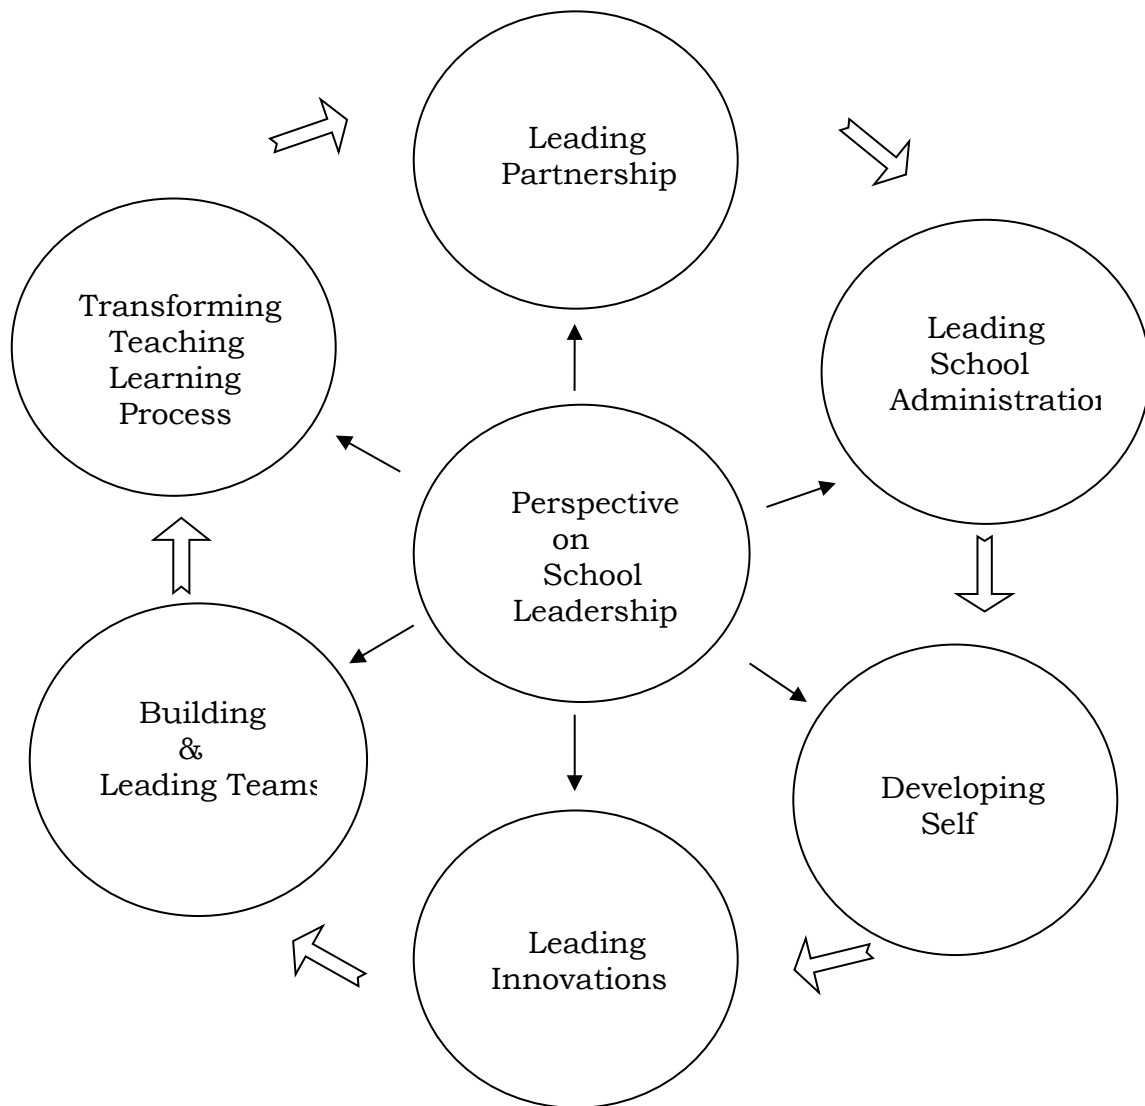 Leading
Partnership
Transforming
Teaching
Learning
Process
Leading
School
Administration
Perspective
on
School
Leadership
Building
&
Leading Teams
Developing
Self
Leading
Innovations